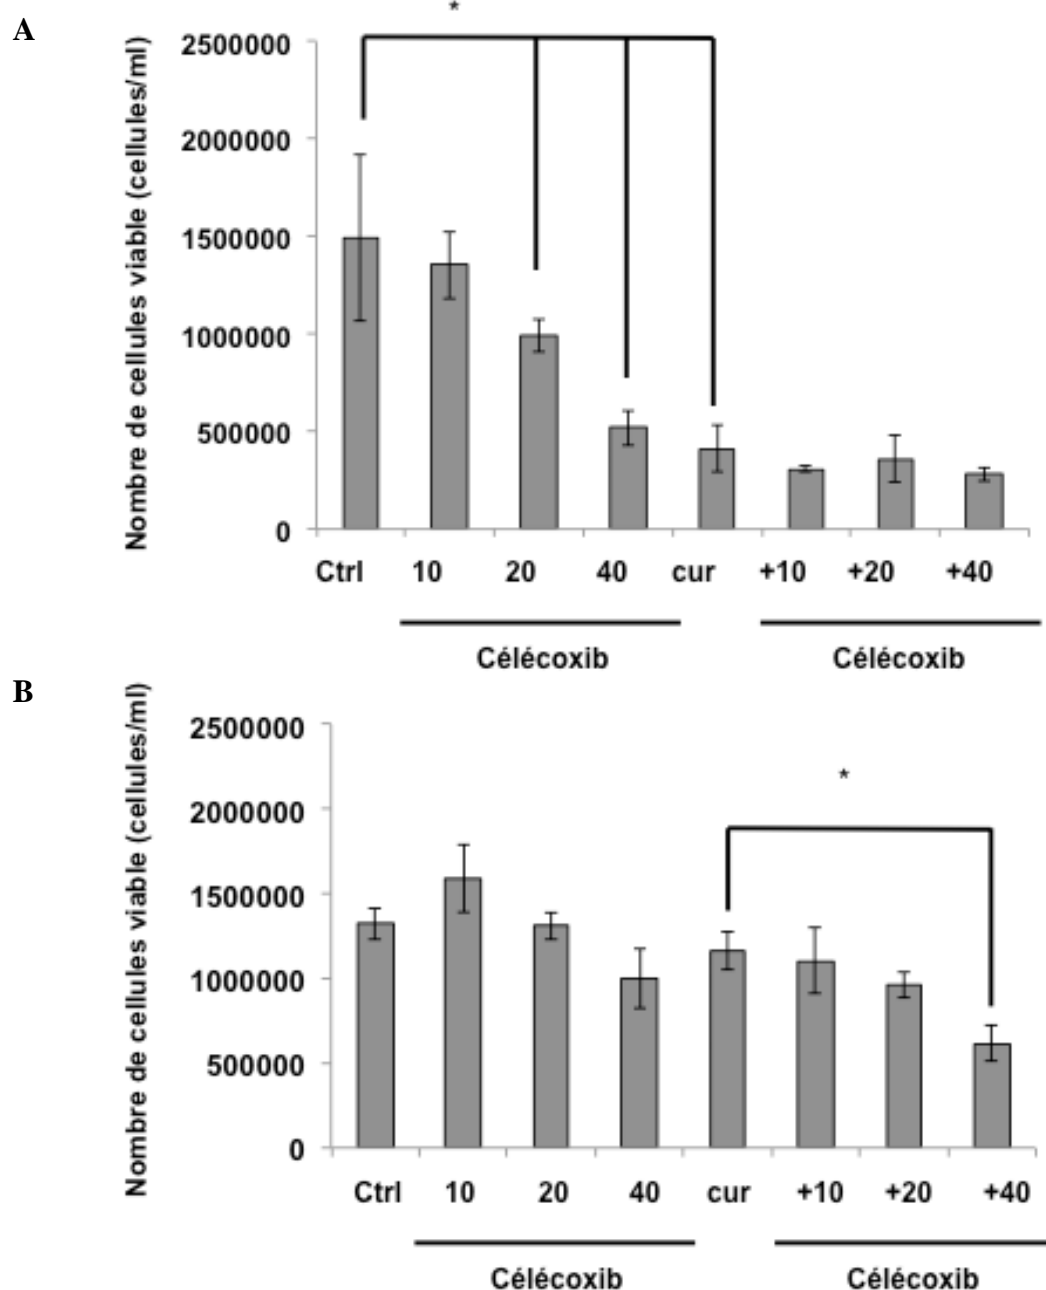 A
*
Nombre de cellules viable (cellules/ml)
2500000
2000000
1500000
1000000
500000
0
Ctrl 10 20 40 cur +10 +20 +40
Célécoxib Célécoxib
B
*
Nombre de cellules viable (cellules/ml)
2500000
2000000
1500000
1000000
500000
0
Ctrl 10 20 40 cur +10 +20 +40
Célécoxib Célécoxib